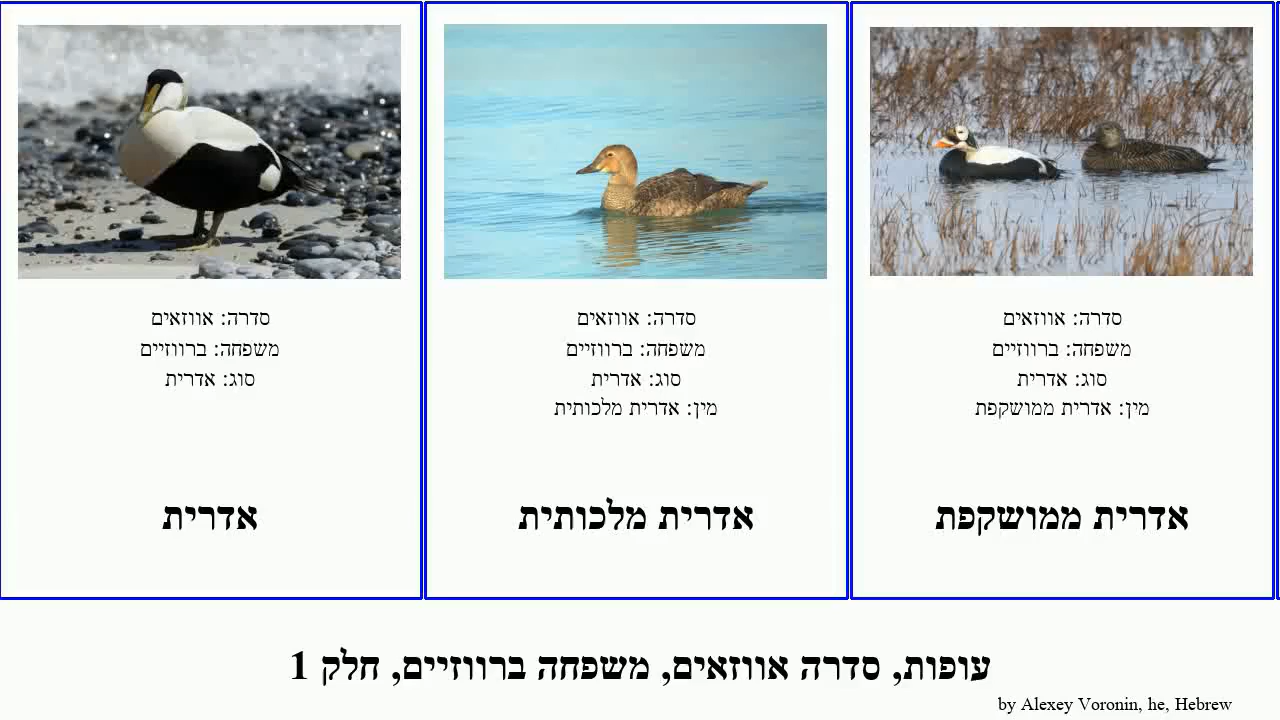 סדרה: אווזאים
משפחה: ברווזיים
סוג: אדרית
אדרית
סדרה: אווזאים
משפחה: ברווזיים
סוג: אדרית
מין: אדרית מלכותית
אדרית מלכותית
סדרה: אווזאים
משפחה: ברווזיים
סוג: אדרית
מין: אדרית ממושקפת
אדרית ממושקפת
עופות, סדרה אווזאים, משפחה ברווזיים, חלק 1
by Alexey Voronin, he, Hebrew